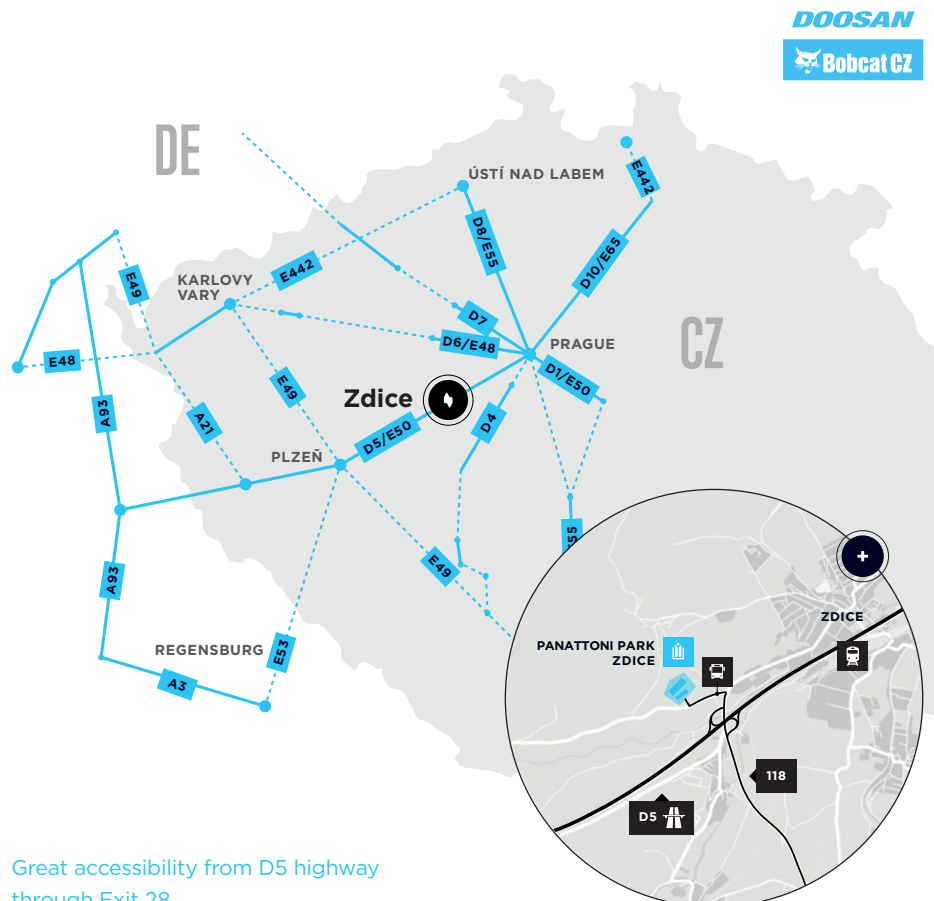 DOOSAN
Bobcat CZ
DE
ÚSTÍ NAD LABEM
E442
D8/E55
D10/E65
KARLOVY
VARY
E442
E49
D7
D6/E48
PRAGUE
CZ
E48
D1/E50
E49
Zdice
A93
A21
D4
D5/E50
PLZEŇ
E55
E49
A93
ZDICE
PANATTONI PARK
ZDICE
REGENSBURG
E53
A3
118
D5
Great accessibility from D5 highway
through Exit 28